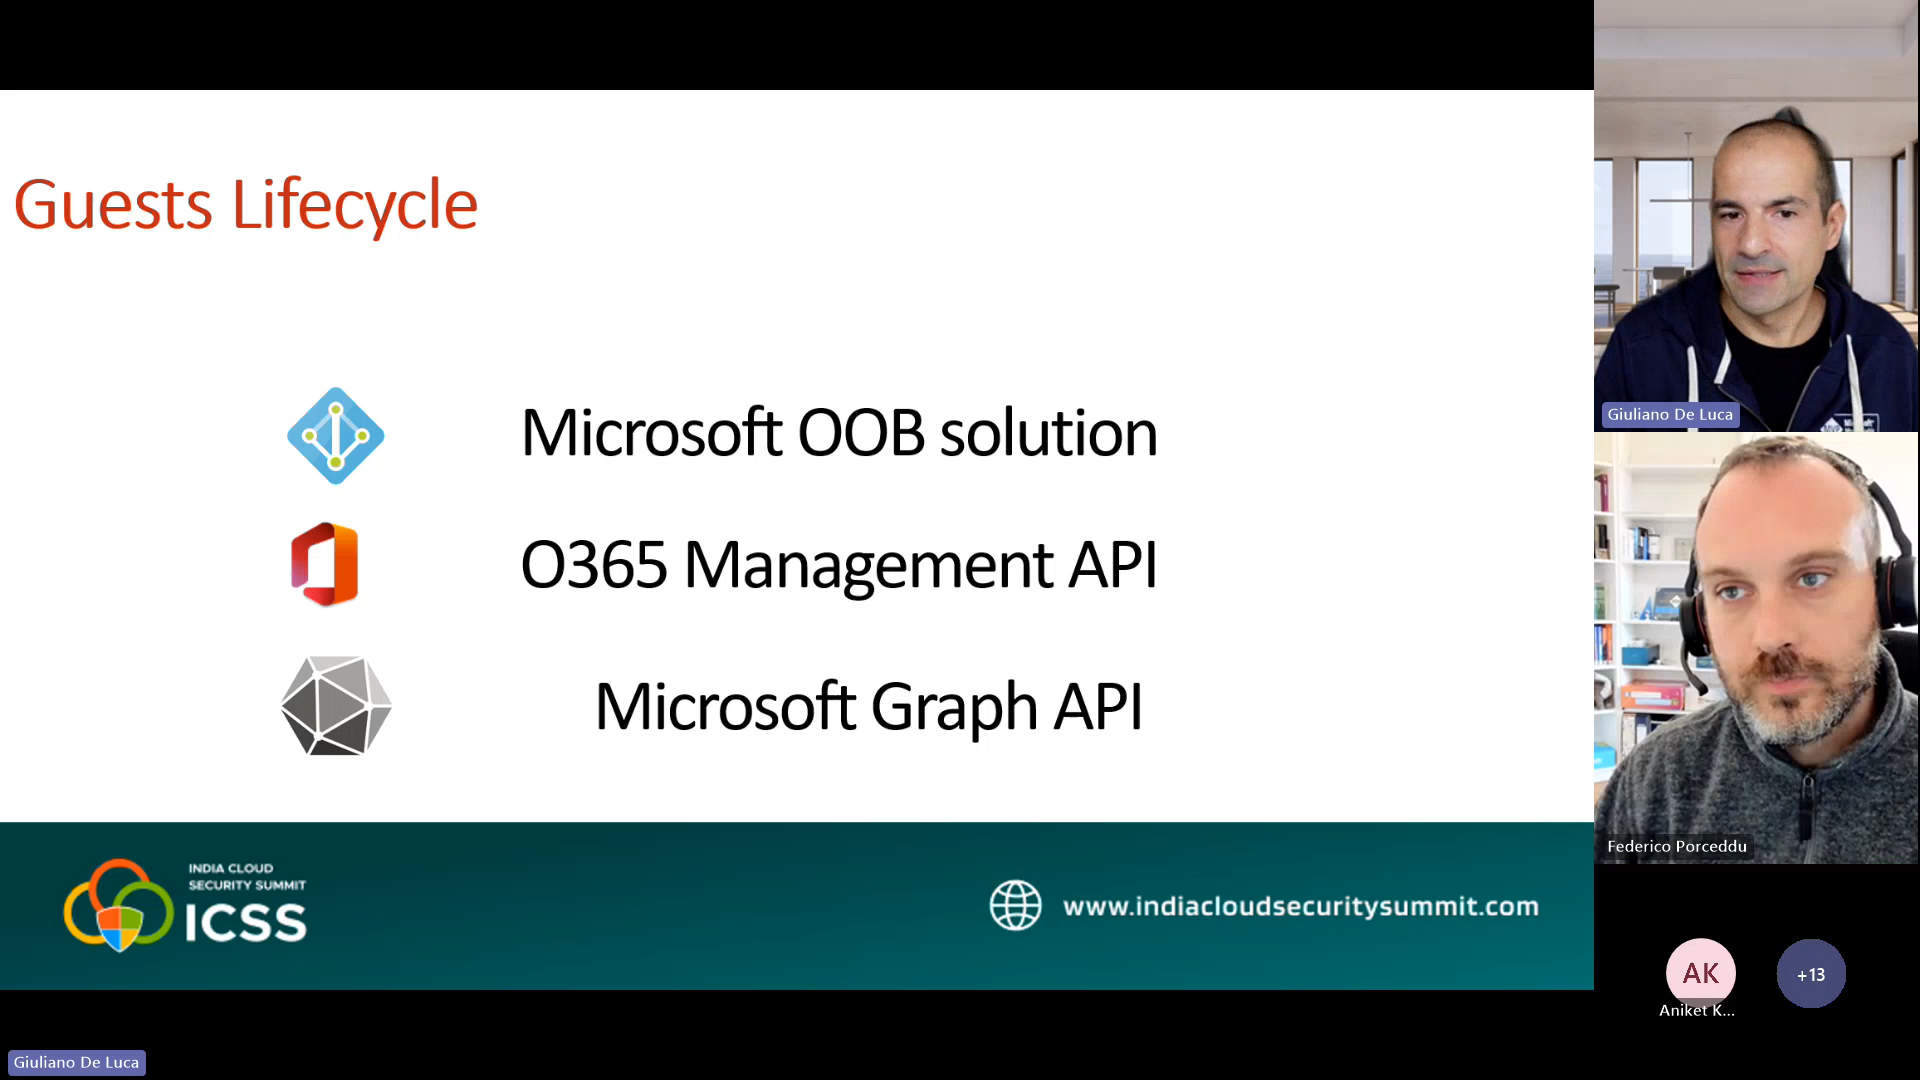 Guests Lifecycle
Microsoft OOB solution
O365 Management API
Microsoft Graph API
INDIA CLOUD
SECURITY SUMMIT
ICSS
www.indiacloudsecuritysummit.com
Giuliano De Luca
Federico Porceddu
AK
Aniket K...
+13
Giuliano De Luca